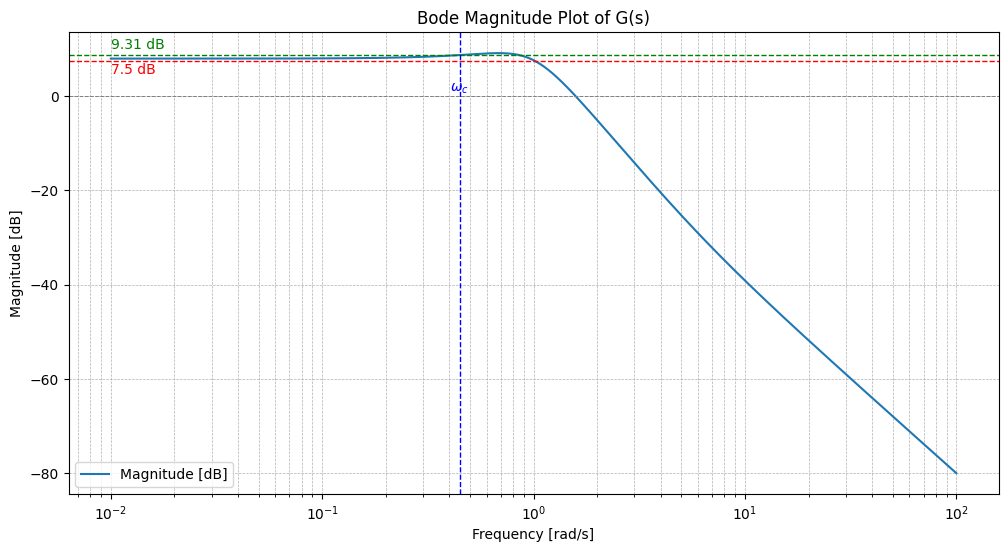 Bode Magnitude Plot of G(s)
9.31 dB
7.5 dB
ω_c
0
−20
−40
−60
−80
Magnitude [dB]
Magnitude [dB]
10⁻²
10⁻¹
10⁰
10¹
10²
Frequency [rad/s]